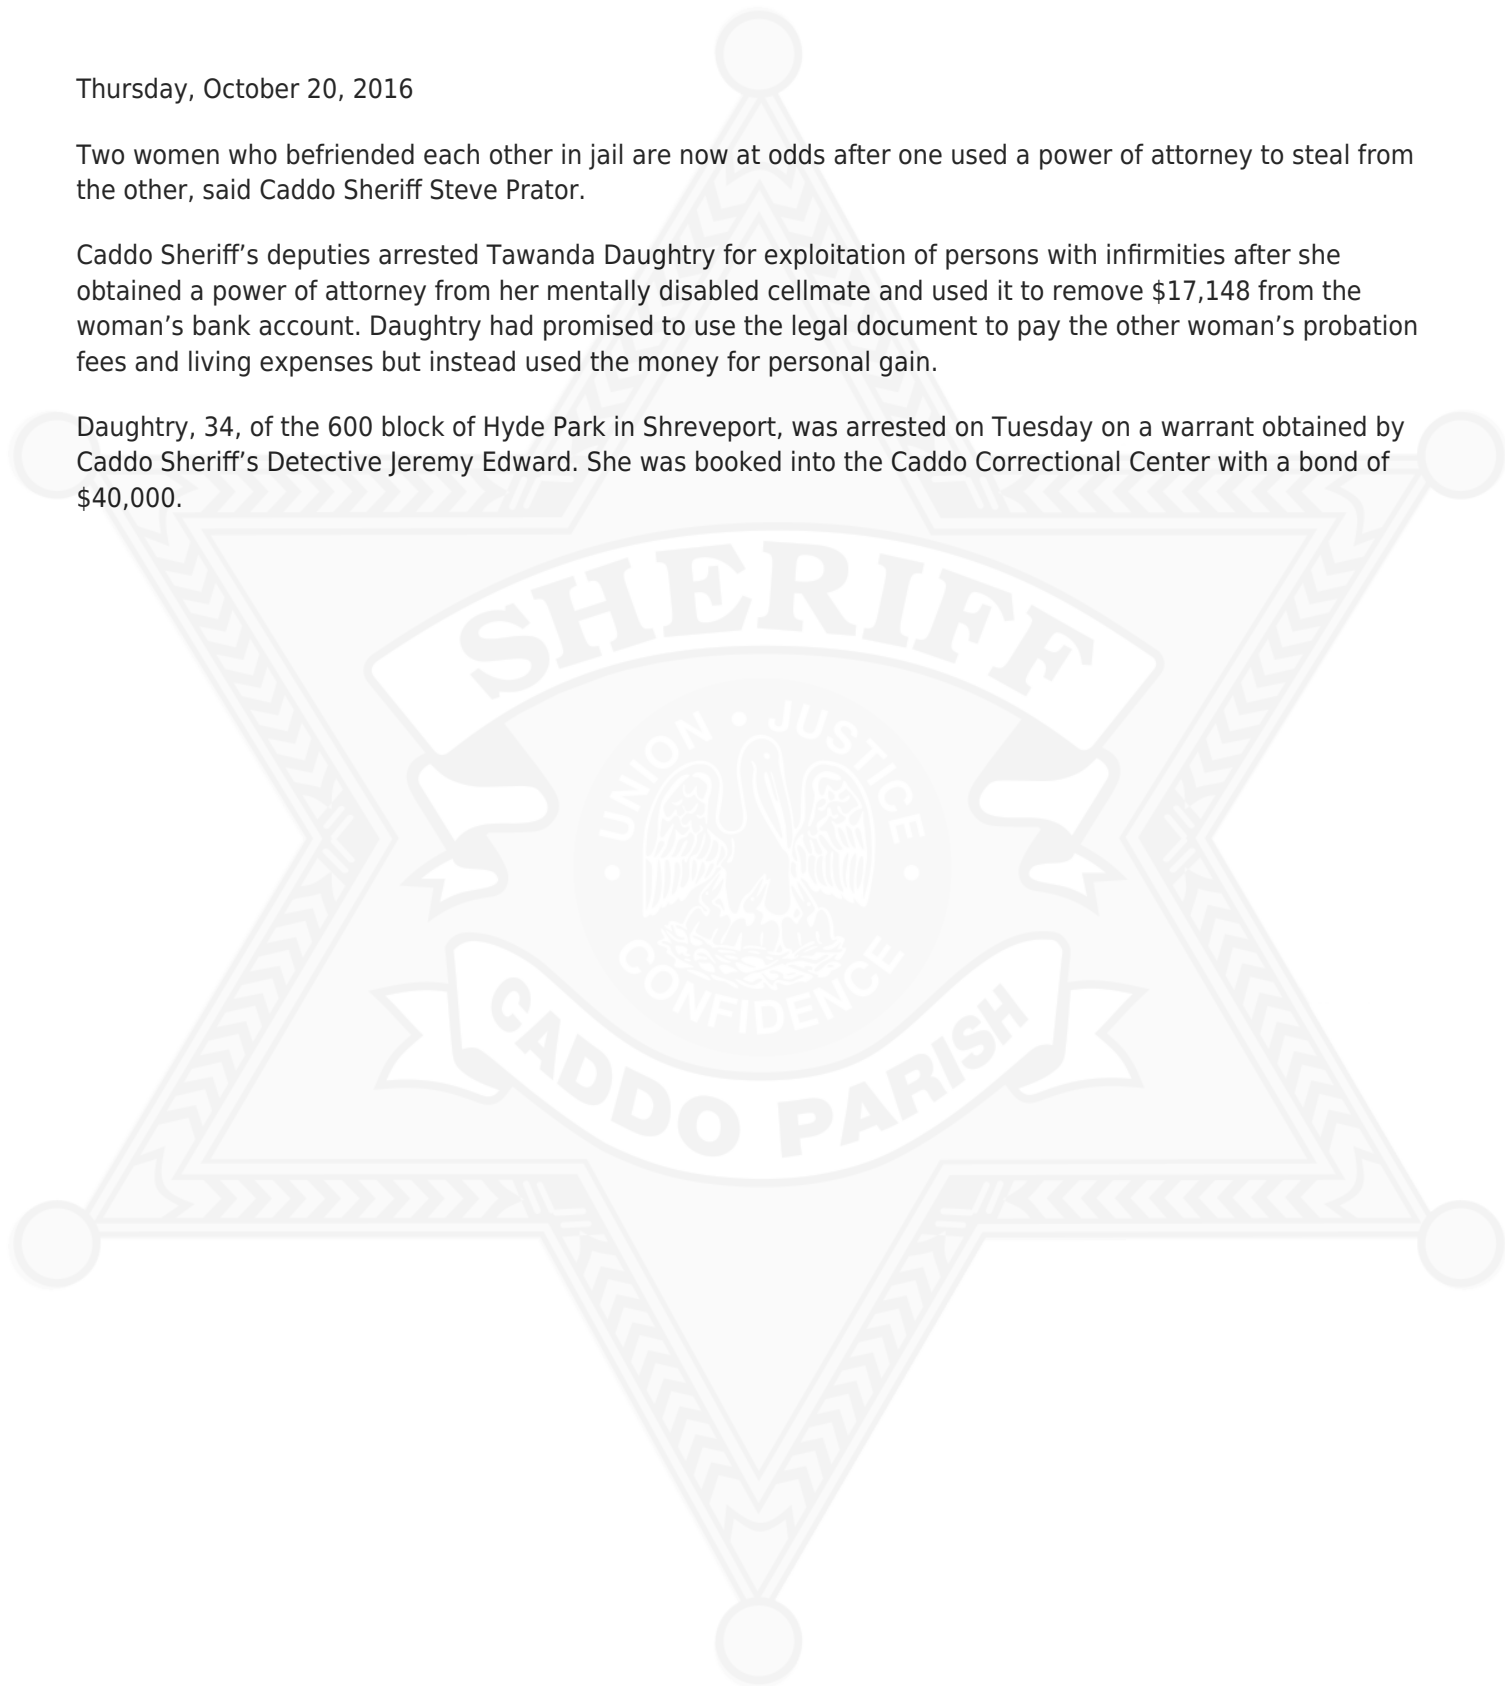 Thursday, October 20, 2016
Two women who befriended each other in jail are now at odds after one used a power of attorney to steal from
the other, said Caddo Sheriff Steve Prator.
Caddo Sheriff’s deputies arrested Tawanda Daughtry for exploitation of persons with infirmities after she
obtained a power of attorney from her mentally disabled cellmate and used it to remove $17,148 from the
woman’s bank account. Daughtry had promised to use the legal document to pay the other woman’s probation
fees and living expenses but instead used the money for personal gain.
Daughtry, 34, of the 600 block of Hyde Park in Shreveport, was arrested on Tuesday on a warrant obtained by
Caddo Sheriff’s Detective Jeremy Edward. She was booked into the Caddo Correctional Center with a bond of
$40,000.
SHERIFF
UNION • JUSTICE
• CONFIDENCE •
CADDO PARISH